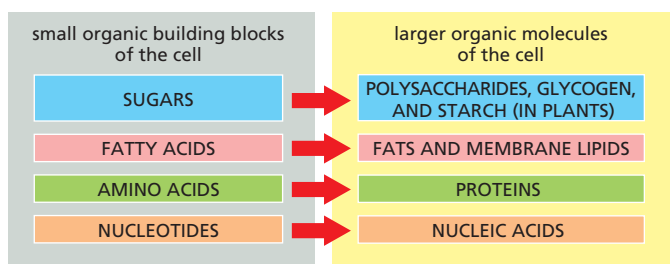 small organic building blocks
of the cell
larger organic molecules
of the cell
SUGARS
POLYSACCHARIDES, GLYCOGEN,
AND STARCH (IN PLANTS)
FATTY ACIDS
FATS AND MEMBRANE LIPIDS
AMINO ACIDS
PROTEINS
NUCLEOTIDES
NUCLEIC ACIDS